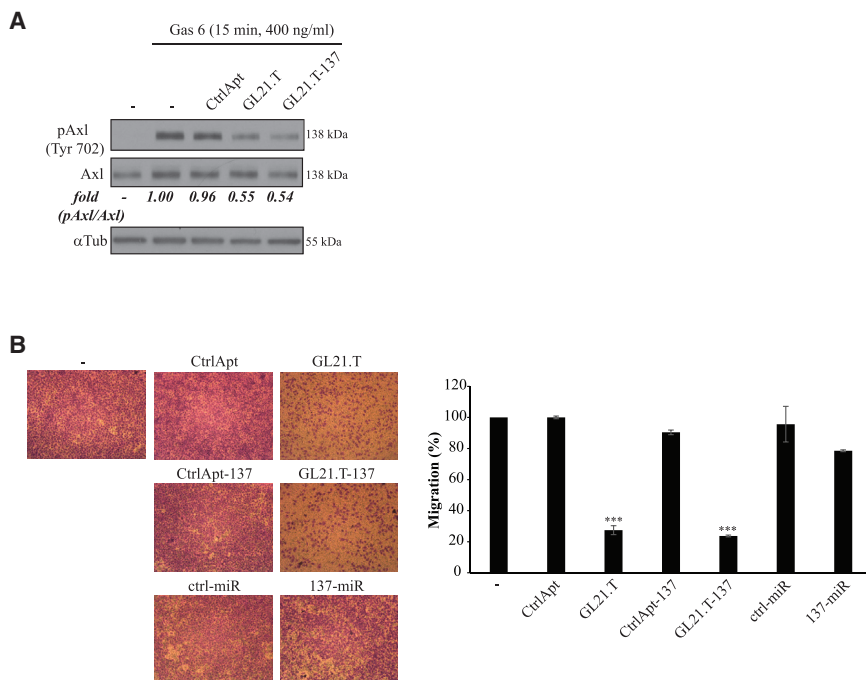 A
Gas 6 (15 min, 400 ng/ml)
- - CtrlApt GL21.T GL21.T-137
pAxl
(Tyr 702)
138 kDa
Axl
138 kDa
fold - 1.00 0.96 0.55 0.54
(pAxl/Axl)
αTub
55 kDa
B
- CtrlApt GL21.T
CtrlApt-137 GL21.T-137
ctrl-miR 137-miR
Migration (%)
120
100
80
60
40
20
0
*** ***
- CtrlApt GL21.T CtrlApt-137 GL21.T-137 ctrl-miR 137-miR